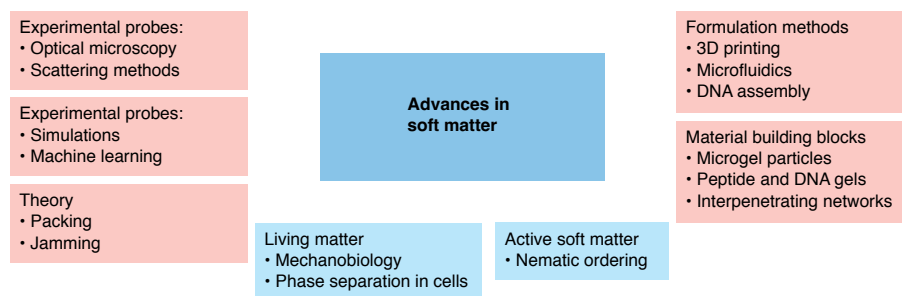 Experimental probes:
• Optical microscopy
• Scattering methods
Experimental probes:
• Simulations
• Machine learning
Theory
• Packing
• Jamming
Advances in
soft matter
Living matter
• Mechanobiology
• Phase separation in cells
Active soft matter
• Nematic ordering
Formulation methods
• 3D printing
• Microfluidics
• DNA assembly
Material building blocks
• Microgel particles
• Peptide and DNA gels
• Interpenetrating networks